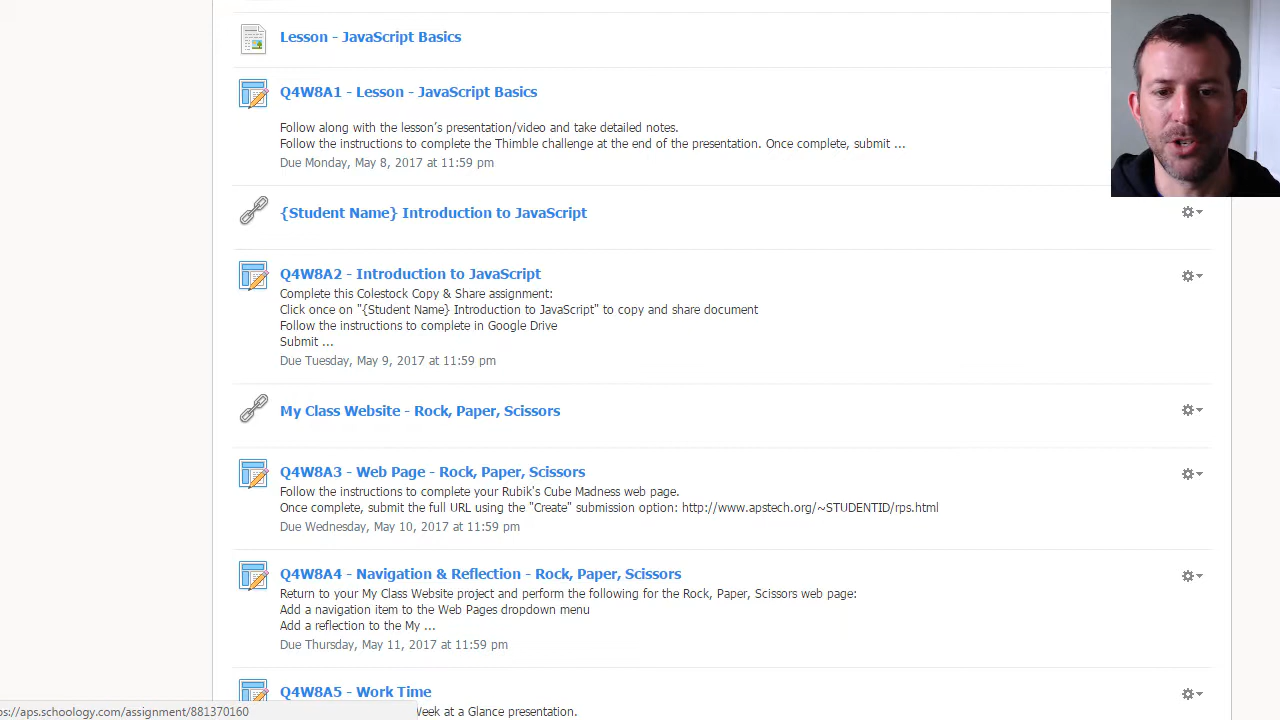 Lesson - JavaScript Basics
Q4W8A1 - Lesson - JavaScript Basics
Follow along with the lesson’s presentation/video and take detailed notes.
Follow the instructions to complete the Thimble challenge at the end of the presentation. Once complete, submit ...
Due Monday, May 8, 2017 at 11:59 pm
{Student Name} Introduction to JavaScript
Q4W8A2 - Introduction to JavaScript
Complete this Colestock Copy & Share assignment:
Click once on "{Student Name} Introduction to JavaScript" to copy and share document
Follow the instructions to complete in Google Drive
Submit ...
Due Tuesday, May 9, 2017 at 11:59 pm
My Class Website - Rock, Paper, Scissors
Q4W8A3 - Web Page - Rock, Paper, Scissors
Follow the instructions to complete your Rubik's Cube Madness web page.
Once complete, submit the full URL using the "Create" submission option: http://www.apstech.org/~STUDENTID/rps.html
Due Wednesday, May 10, 2017 at 11:59 pm
Q4W8A4 - Navigation & Reflection - Rock, Paper, Scissors
Return to your My Class Website project and perform the following for the Rock, Paper, Scissors web page:
Add a navigation item to the Web Pages dropdown menu
Add a reflection to the My ...
Due Thursday, May 11, 2017 at 11:59 pm
Q4W8A5 - Work Time
ps://aps.schoology.com/assignment/881370160 Week at a Glance presentation.